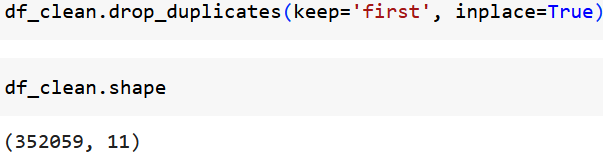 df_clean.drop_duplicates(keep='first', inplace=True)
df_clean.shape
(352059, 11)